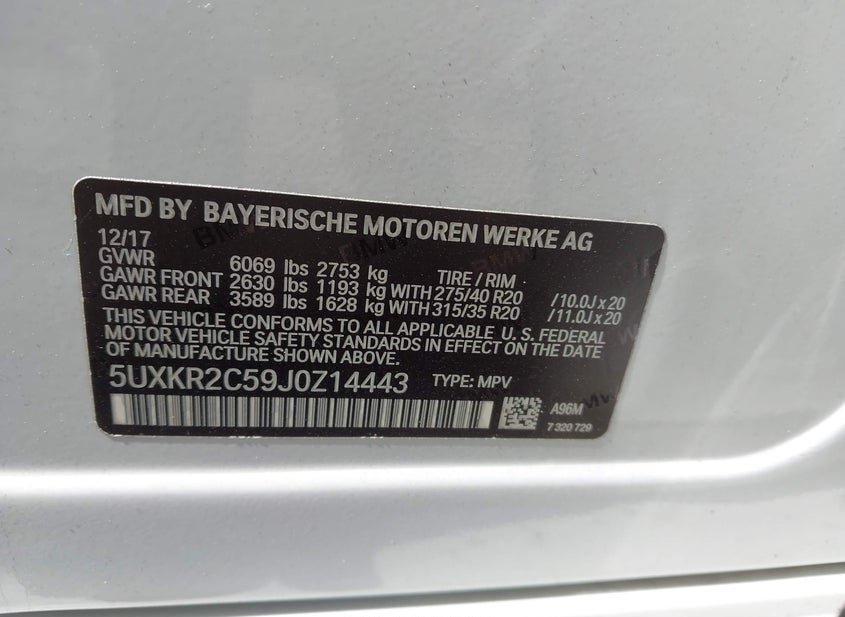 MFD BY BAYERISCHE MOTOREN WERKE AG
12/17
GVWR 6069 lbs 2753 kg TIRE / RIM
GAWR FRONT 2630 lbs 1193 kg WITH 275/40 R20 /10.0J x 20
GAWR REAR 3589 lbs 1628 kg WITH 315/35 R20 /11.0J x 20
THIS VEHICLE CONFORMS TO ALL APPLICABLE U. S. FEDERAL
MOTOR VEHICLE SAFETY STANDARDS IN EFFECT ON THE DATE OF
MANUFACTURE SHOWN ABOVE.
5UXKR2C59J0Z14443 TYPE: MPV
A96M
7 320 729